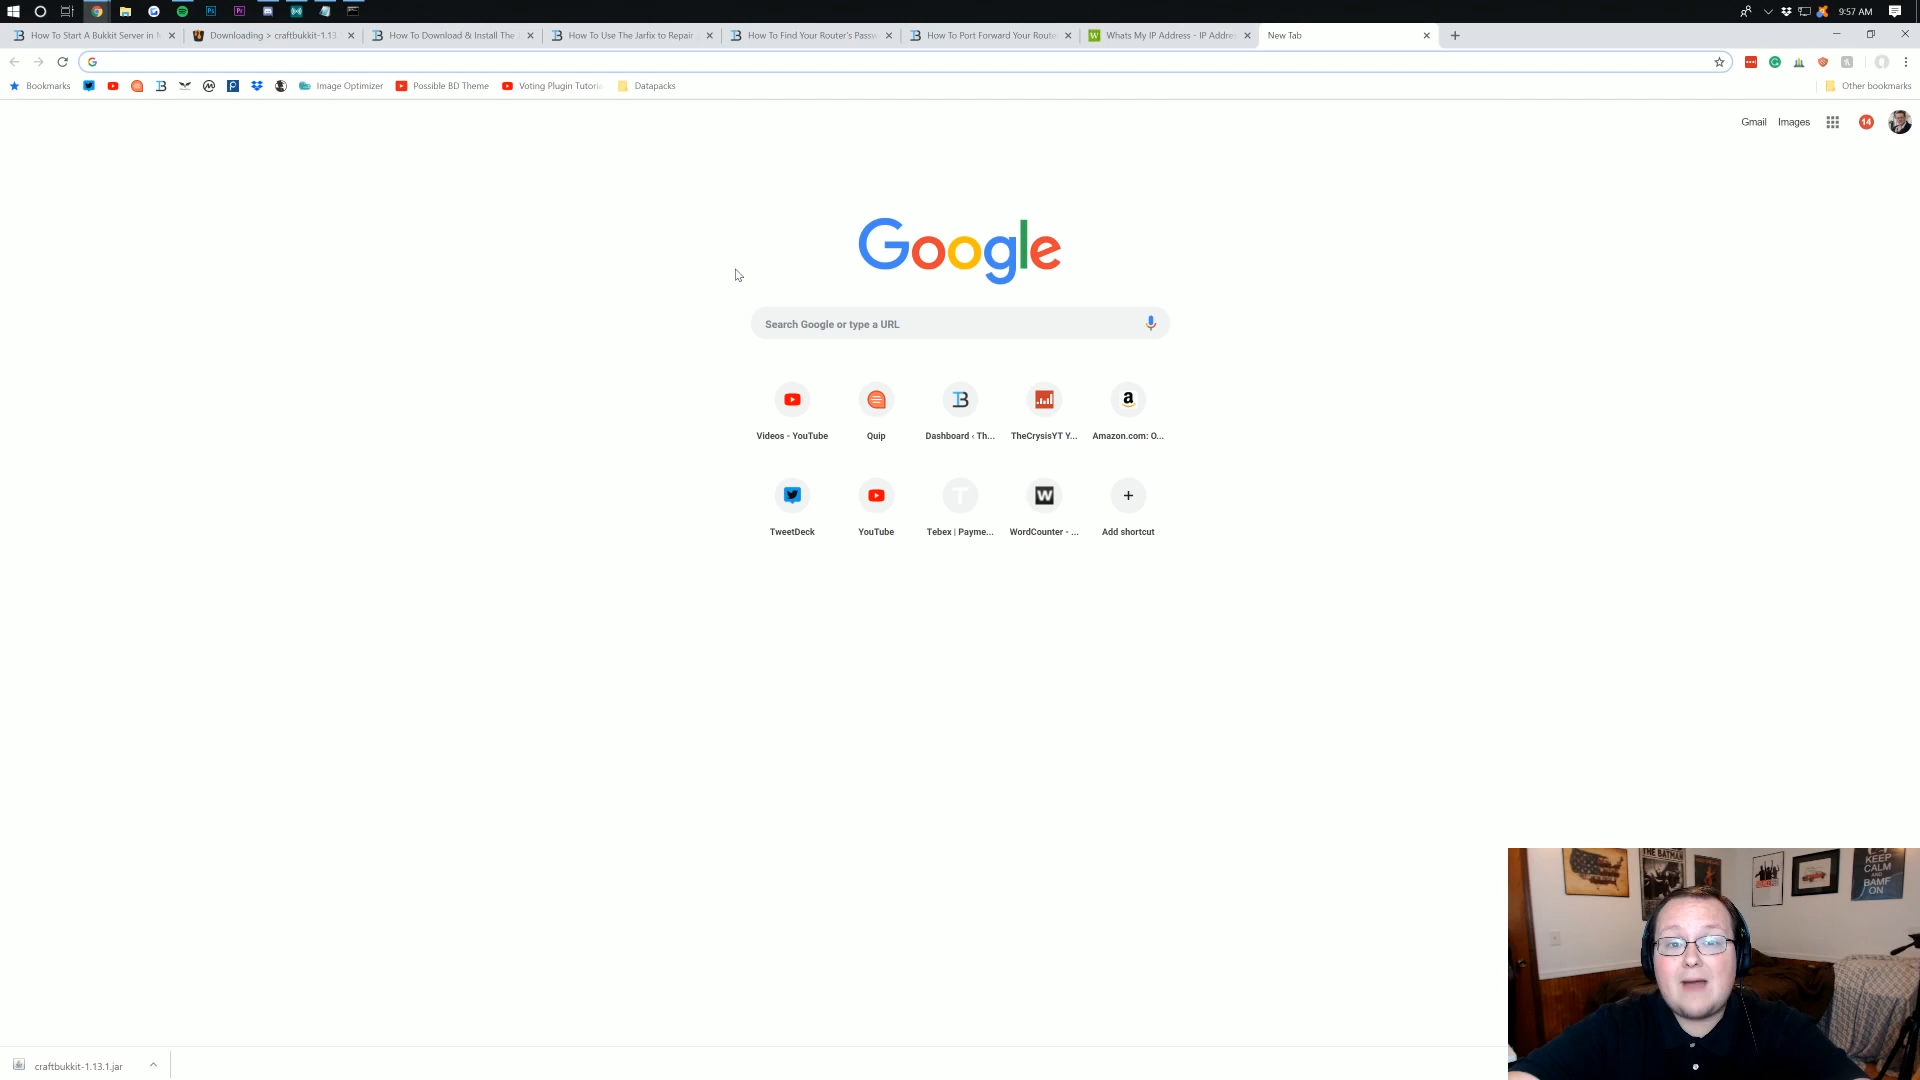 9:57 AM
How To Start A Bukkit Server in
Downloading > craftbukkit-1.13
How To Download & Install The
How To Use The Jarfix to Repair
How To Find Your Router's Passw
How To Port Forward Your Route
Whats My IP Address - IP Addres
New Tab
Bookmarks
Image Optimizer
Possible BD Theme
Voting Plugin Tutoria
Datapacks
Other bookmarks
Gmail
Images
14
Google
Search Google or type a URL
Videos - YouTube
Quip
Dashboard ‹ Th...
TheCrysisYT Y...
Amazon.com: O...
TweetDeck
YouTube
Tebex | Payme...
WordCounter - ...
Add shortcut
THE BATMAN
KEEP
CALM
AND
BAMF
ON
craftbukkit-1.13.1.jar